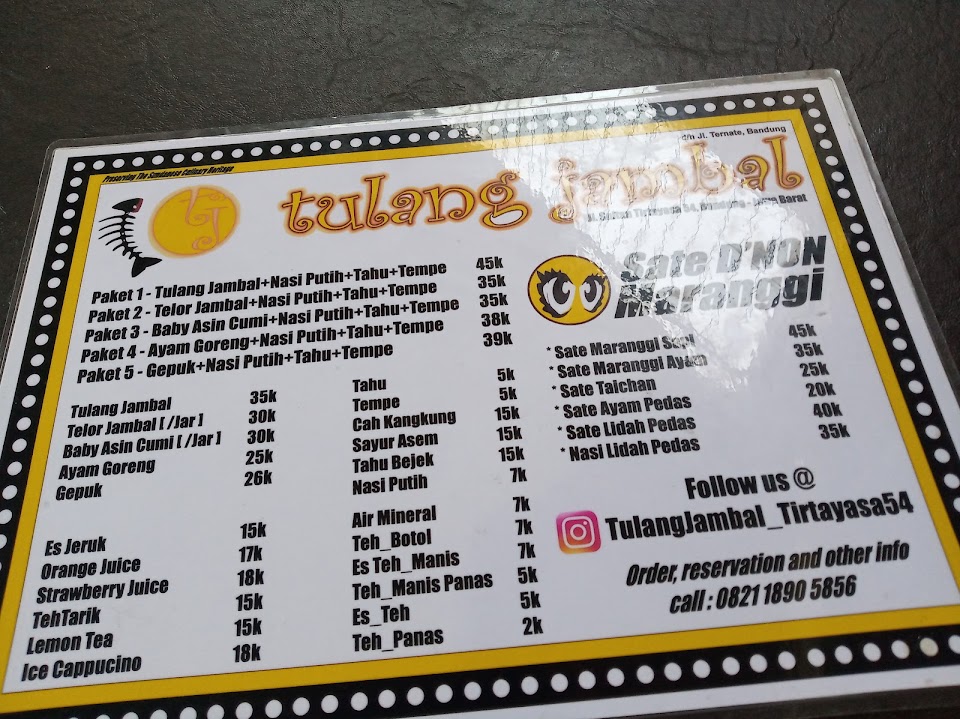 Preserving The Sundanese Culinary Heritage
d/h Jl. Ternate, Bandung
tj
tulang jambal
Jl. Sultan Tirtayasa 54, Bandung - Jawa Barat
Paket 1 - Tulang Jambal+Nasi Putih+Tahu+Tempe 45k
Paket 2 - Telor Jambal+Nasi Putih+Tahu+Tempe 35k
Paket 3 - Baby Asin Cumi+Nasi Putih+Tahu+Tempe 35k
Paket 4 - Ayam Goreng+Nasi Putih+Tahu+Tempe 38k
Paket 5 - Gepuk+Nasi Putih+Tahu+Tempe 39k
Tulang Jambal 35k
Telor Jambal [ /Jar ] 30k
Baby Asin Cumi [ /Jar ] 30k
Ayam Goreng 25k
Gepuk 26k
Es Jeruk 15k
Orange Juice 17k
Strawberry Juice 18k
TehTarik 15k
Lemon Tea 15k
Ice Cappucino 18k
Tahu 5k
Tempe 5k
Cah Kangkung 15k
Sayur Asem 15k
Tahu Bejek 15k
Nasi Putih 7k
Air Mineral 7k
Teh_Botol 7k
Es Teh_Manis 7k
Teh_Manis Panas 5k
Es_Teh 5k
Teh_Panas 2k
Sate D'NON
Maranggi
* Sate Maranggi Sapi 45k
* Sate Maranggi Ayam 35k
* Sate Taichan 25k
* Sate Ayam Pedas 20k
* Sate Lidah Pedas 40k
* Nasi Lidah Pedas 35k
Follow us @
TulangJambal_Tirtayasa54
Order, reservation and other info
call : 0821 1890 5856